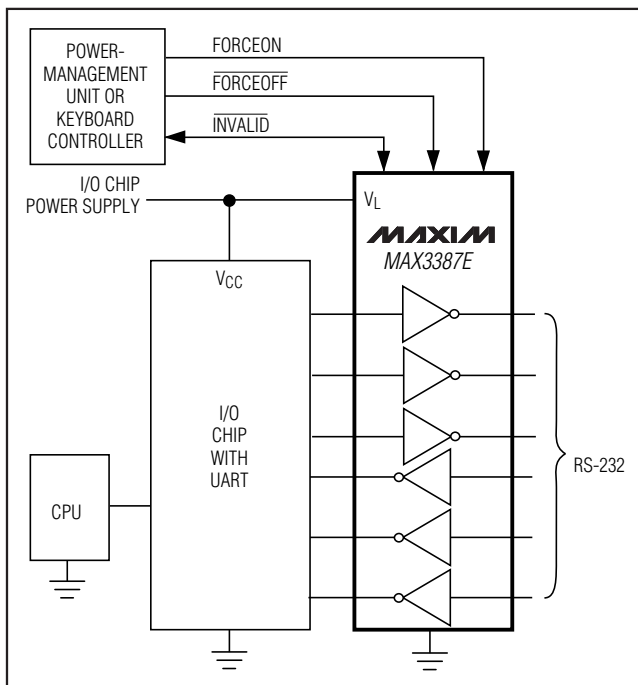 POWER-
MANAGEMENT
UNIT OR
KEYBOARD
CONTROLLER
FORCEON
FORCEOFF
INVALID
I/O CHIP
POWER SUPPLY
VL
MAXIM
MAX3387E
VCC
I/O
CHIP
WITH
UART
CPU
RS-232